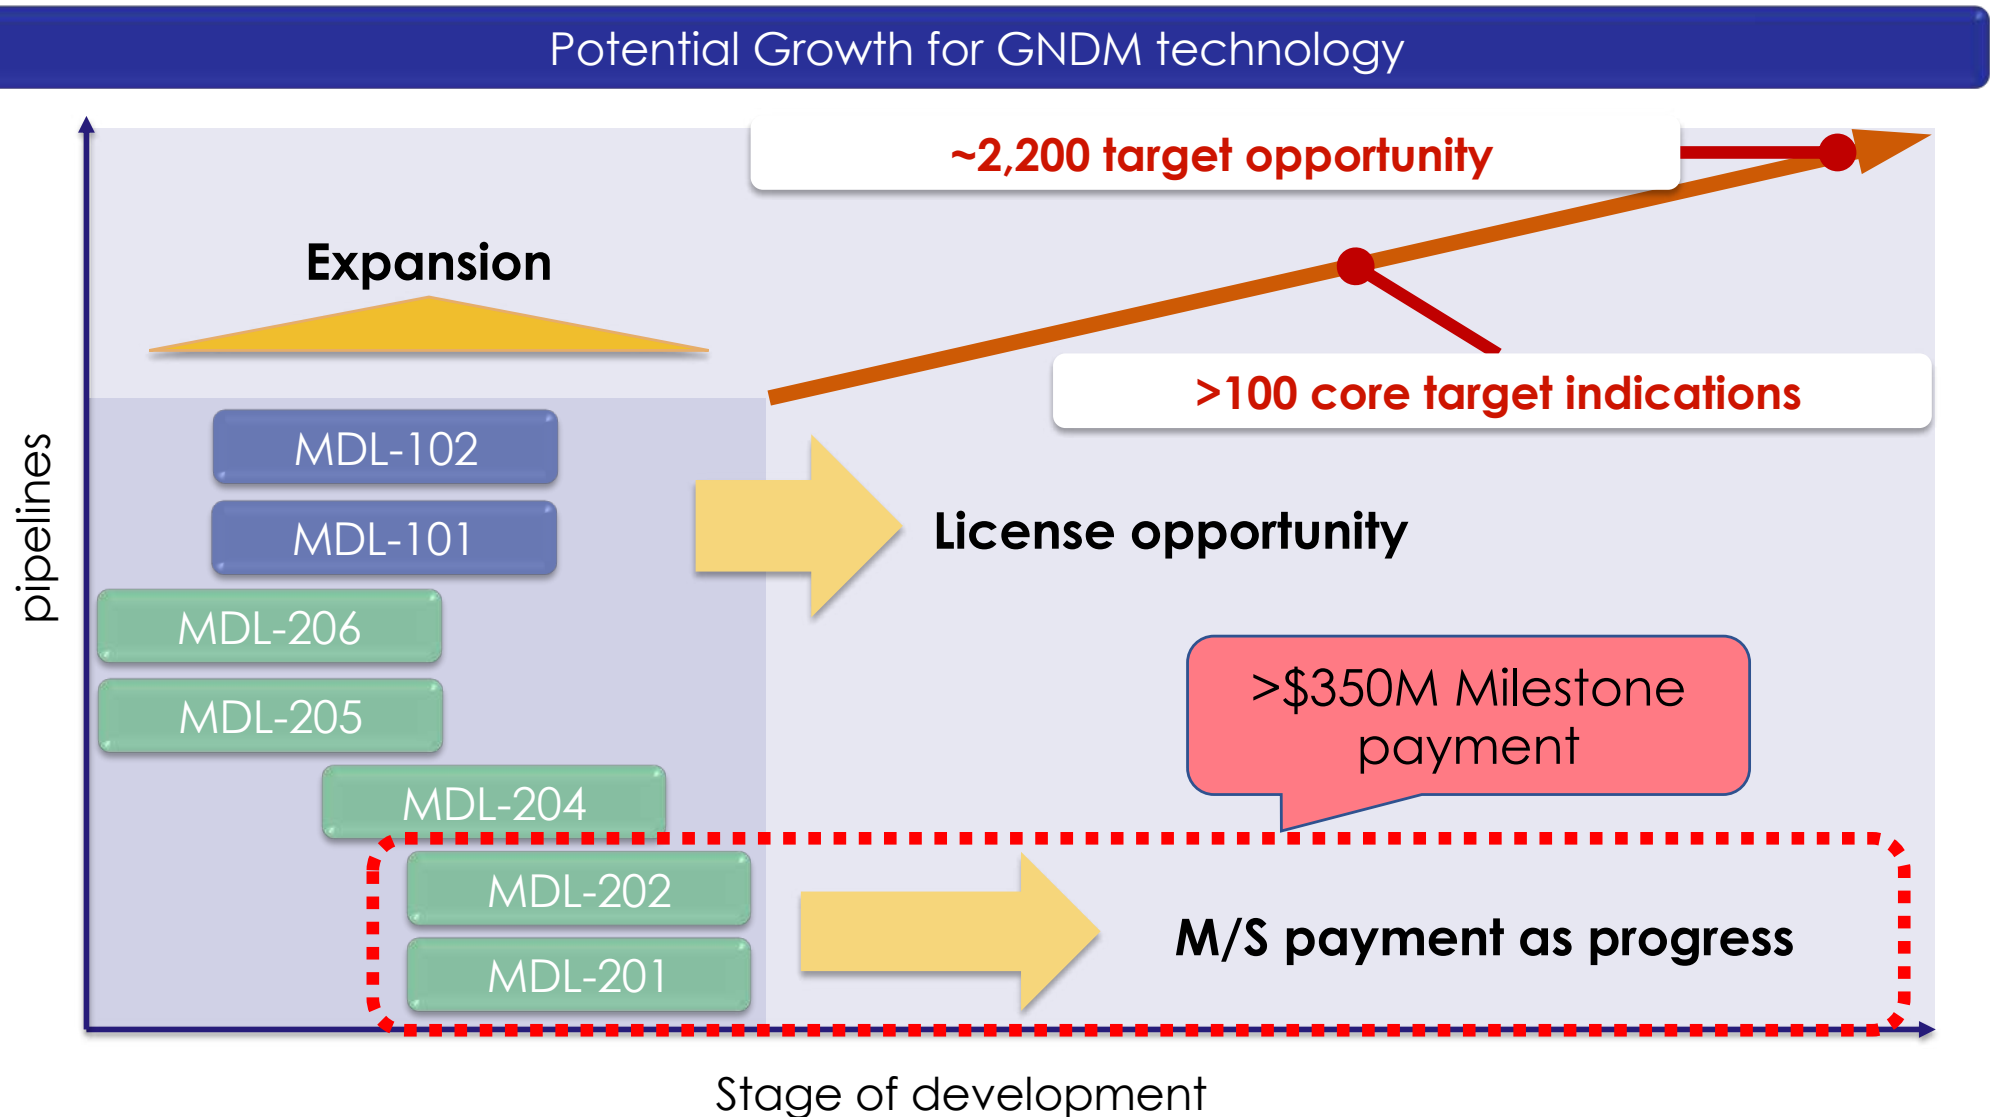 Potential Growth for GNDM technology
~2,200 target opportunity
Expansion
>100 core target indications
pipelines
MDL-102
MDL-101
License opportunity
MDL-206
MDL-205
>$350M Milestone
payment
MDL-204
MDL-202
M/S payment as progress
MDL-201
Stage of development